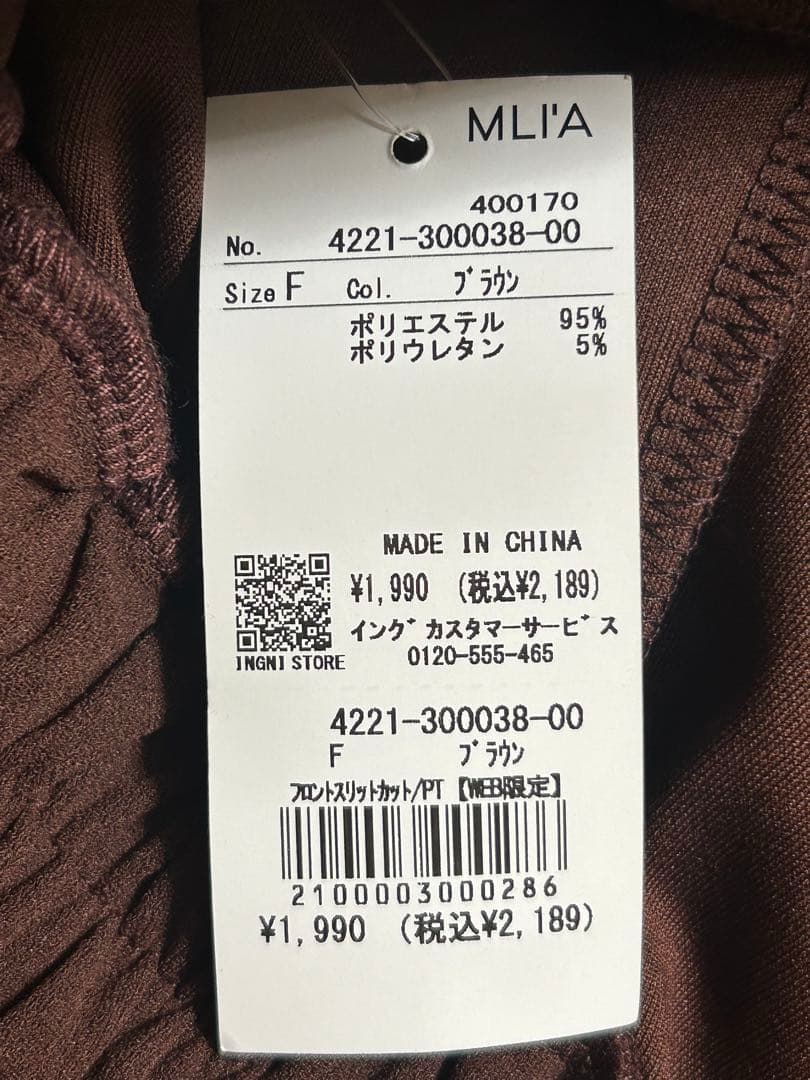 MLI'A
400170
No. 4221-300038-00
Size F Col. ブラウン
ポリエステル 95%
ポリウレタン 5%
MADE IN CHINA
¥1,990 (税込¥2,189)
イング カスタマーサービス
0120-555-465
INGNI STORE
4221-300038-00
F ブラウン
フロントスリットカット/PT【WEB限定】
2100003000286
¥1,990 (税込¥2,189)